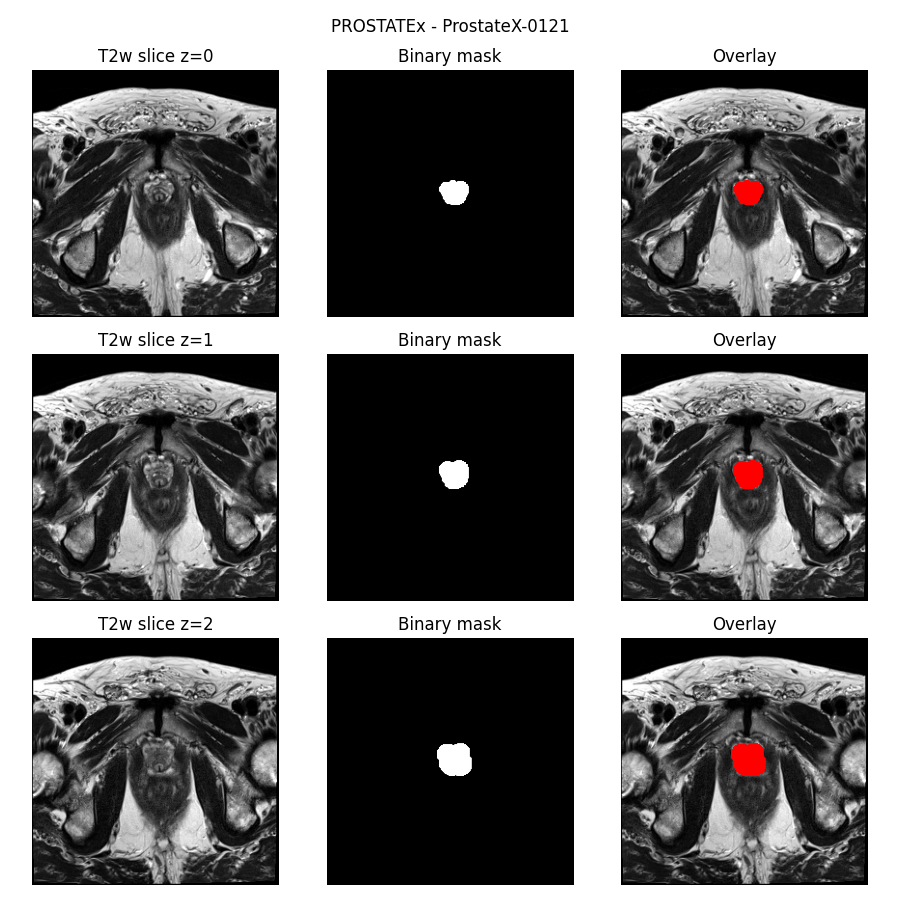 PROSTATEx - ProstateX-0121
T2w slice z=0 Binary mask Overlay
T2w slice z=1 Binary mask Overlay
T2w slice z=2 Binary mask Overlay